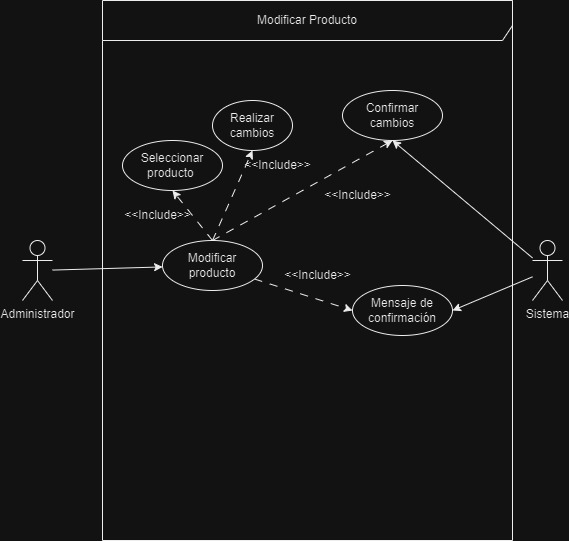 Modificar Producto
Realizar
cambios
Confirmar
cambios
Seleccionar
producto
<<Include>>
<<Include>>
<<Include>>
Modificar
producto
<<Include>>
Mensaje de
confirmación
Administrador
Sistema